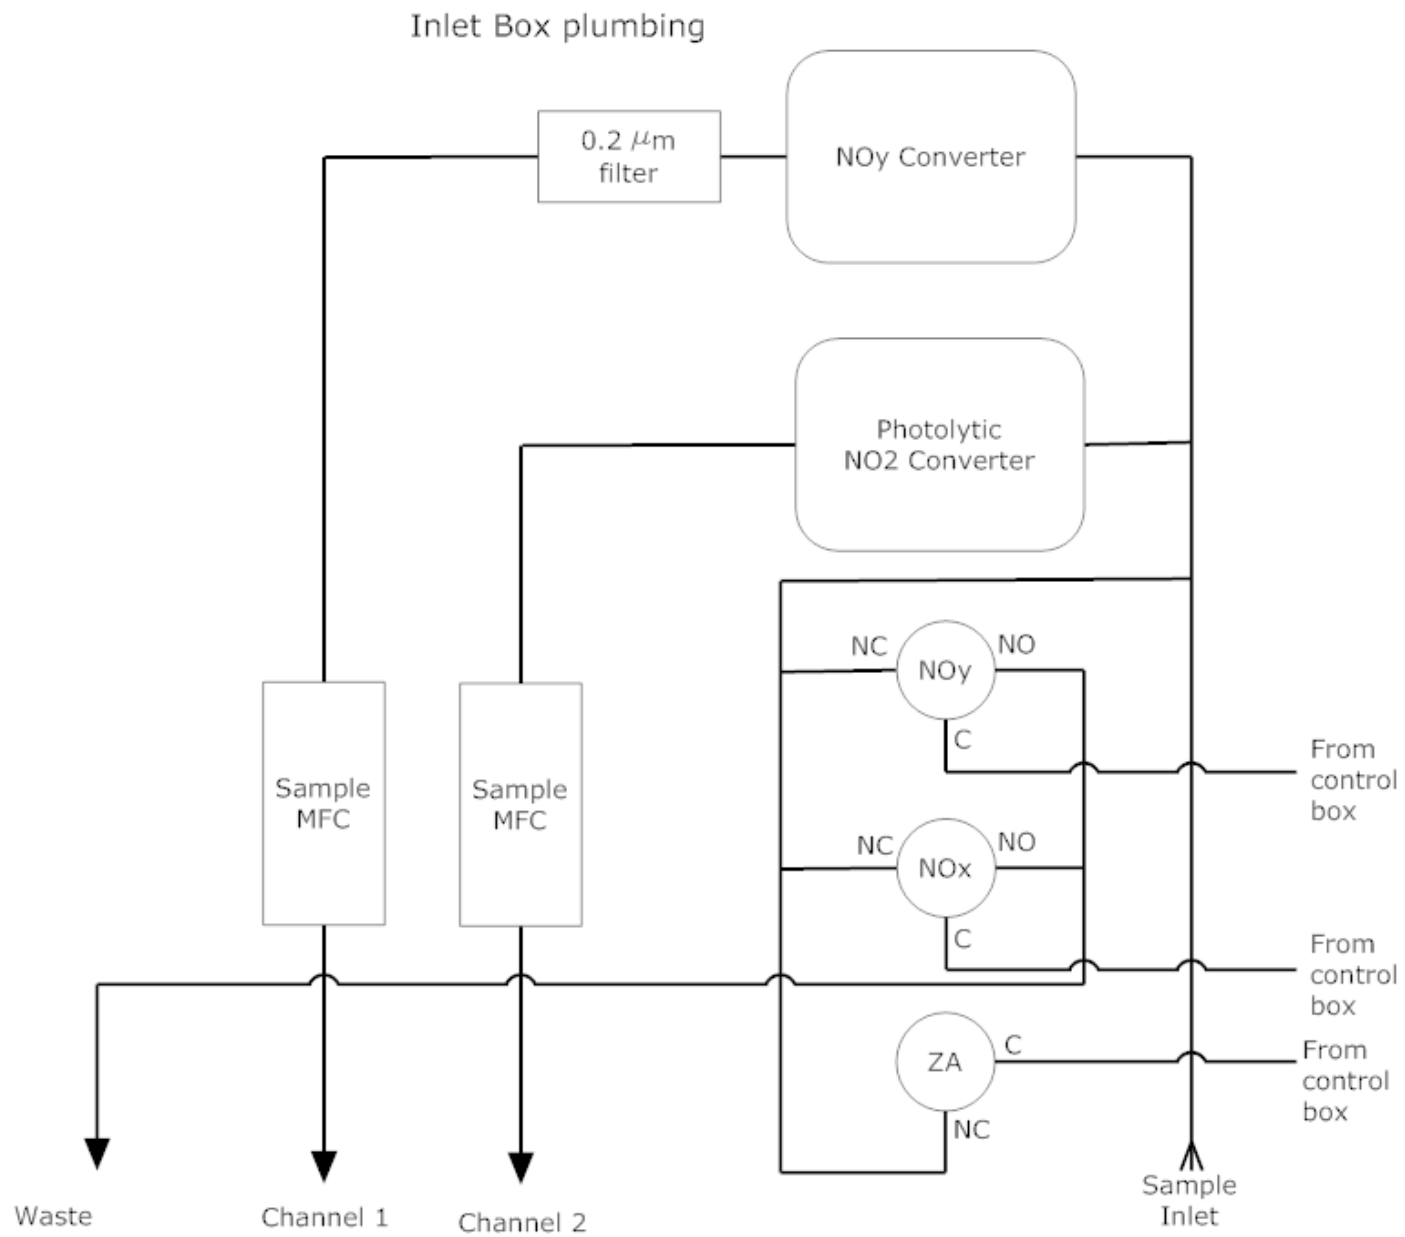 Inlet Box plumbing
0.2 μm
filter
NOy Converter
Photolytic
NO2 Converter
NC
NO
NOy
C
From
control
box
Sample
MFC
Sample
MFC
NC
NO
NOx
C
From
control
box
ZA
C
From
control
box
NC
Sample
Inlet
Waste
Channel 1
Channel 2